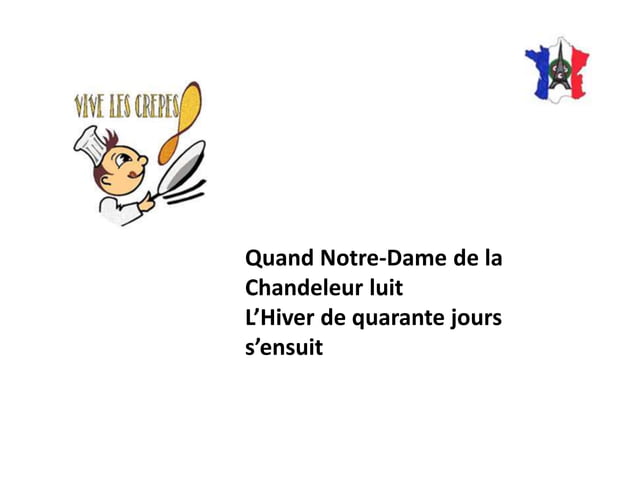 VIVE LES CREPES
Quand Notre-Dame de la
Chandeleur luit
L’Hiver de quarante jours
s’ensuit